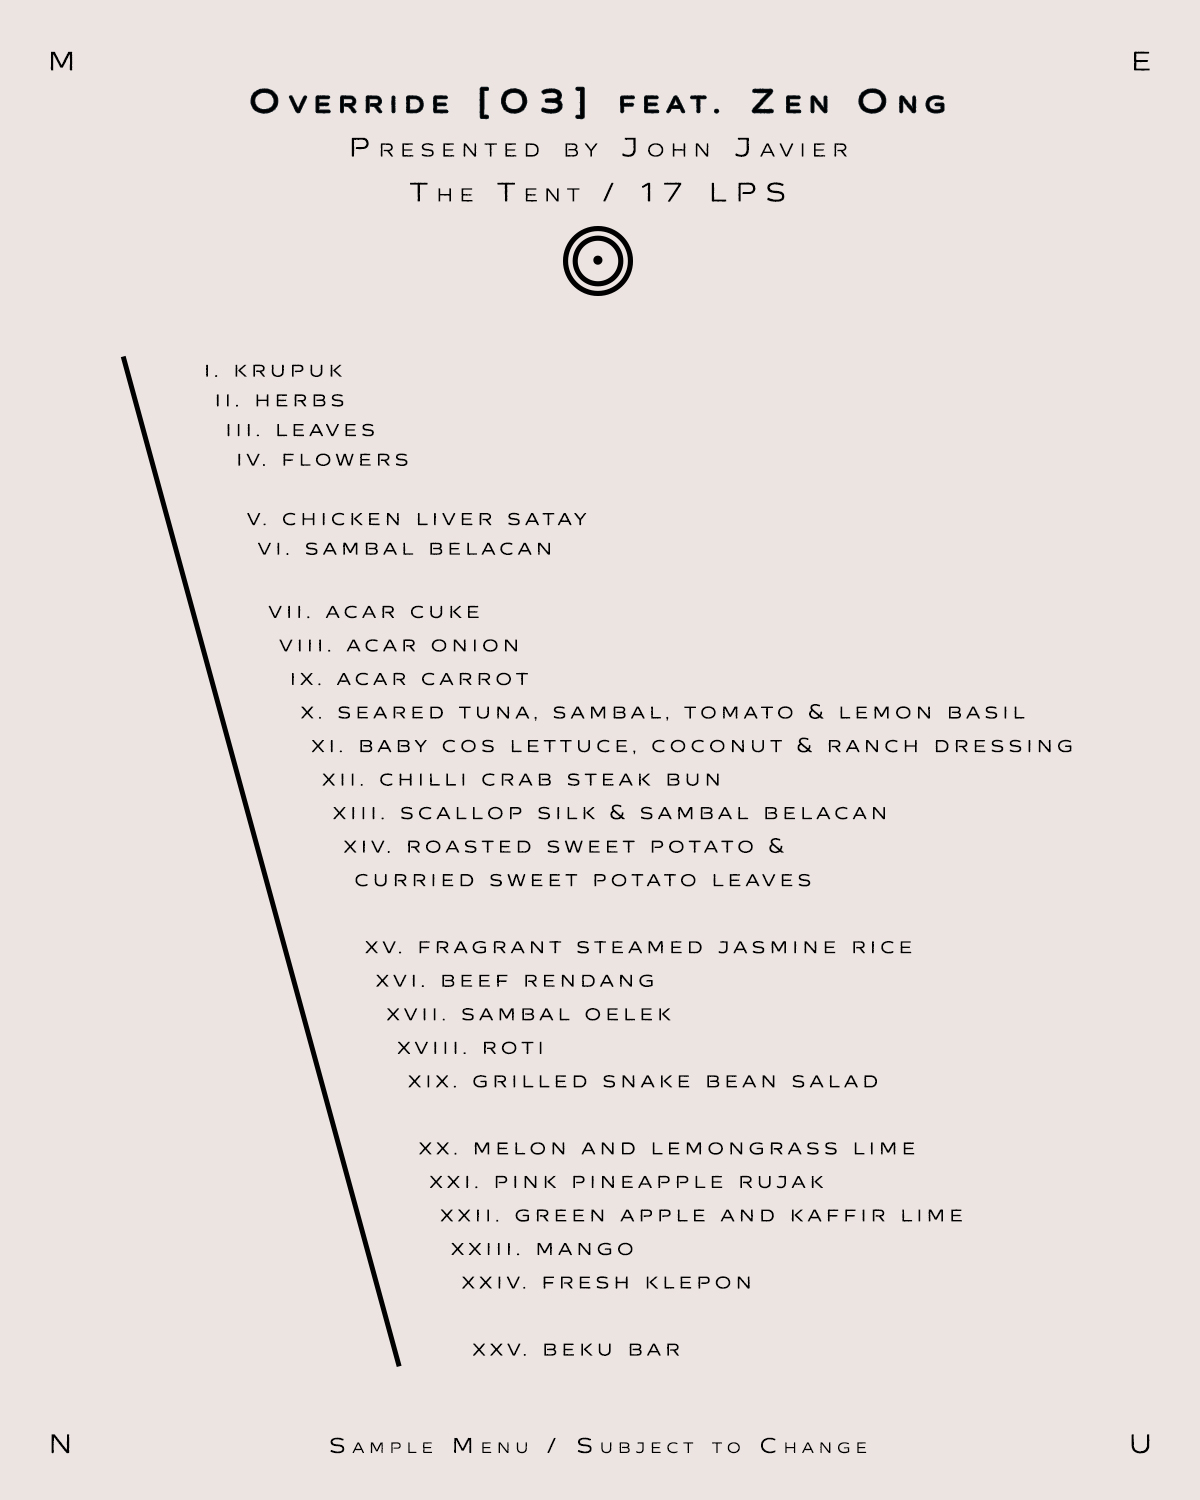 M
E
Override [03] feat. Zen Ong
Presented by John Javier
The Tent / 17 LPS
I. KRUPUK
II. HERBS
III. LEAVES
IV. FLOWERS
V. CHICKEN LIVER SATAY
VI. SAMBAL BELACAN
VII. ACAR CUKE
VIII. ACAR ONION
IX. ACAR CARROT
X. SEARED TUNA, SAMBAL, TOMATO & LEMON BASIL
XI. BABY COS LETTUCE, COCONUT & RANCH DRESSING
XII. CHILLI CRAB STEAK BUN
XIII. SCALLOP SILK & SAMBAL BELACAN
XIV. ROASTED SWEET POTATO &
CURRIED SWEET POTATO LEAVES
XV. FRAGRANT STEAMED JASMINE RICE
XVI. BEEF RENDANG
XVII. SAMBAL OELEK
XVIII. ROTI
XIX. GRILLED SNAKE BEAN SALAD
XX. MELON AND LEMONGRASS LIME
XXI. PINK PINEAPPLE RUJAK
XXII. GREEN APPLE AND KAFFIR LIME
XXIII. MANGO
XXIV. FRESH KLEPON
XXV. BEKU BAR
N
Sample Menu / Subject to Change
U